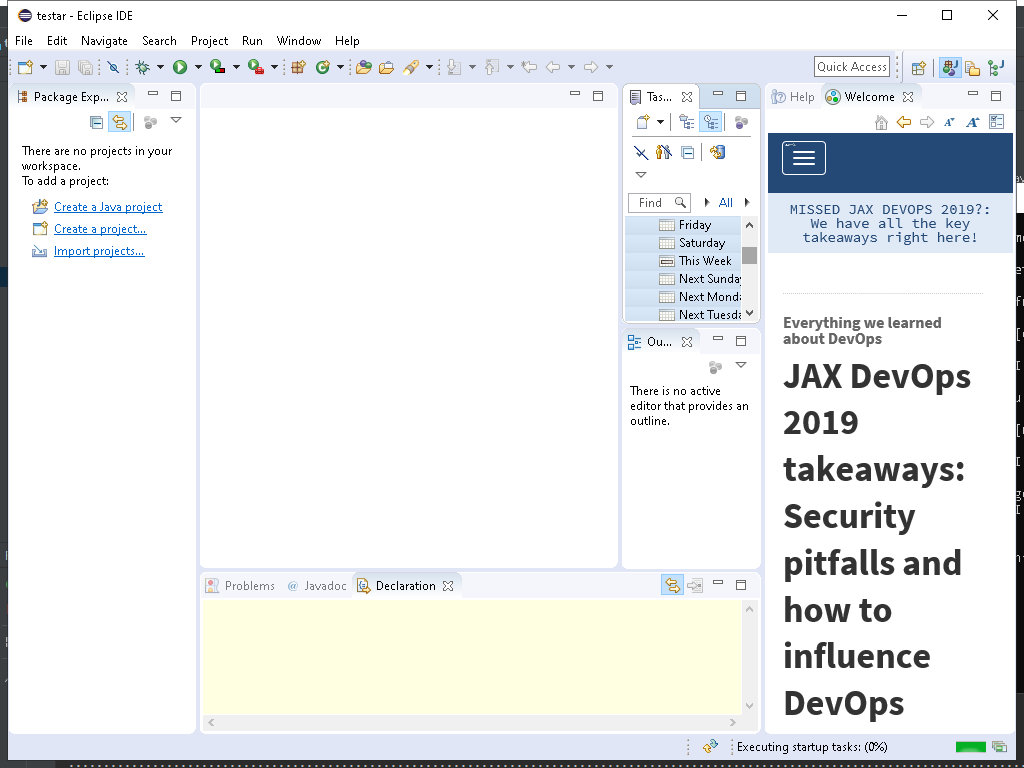 testar - Eclipse IDE
File Edit Navigate Search Project Run Window Help
Quick Access
Package Exp...
There are no projects in your
workspace.
To add a project:
Create a Java project
Create a project...
Import projects...
Tas...
Find
All
Friday
Saturday
This Week
Next Sunda
Next Monda
Next Tuesda
Ou...
There is no active
editor that provides an
outline.
Help Welcome
MISSED JAX DEVOPS 2019?:
We have all the key
takeaways right here!
Everything we learned
about DevOps
JAX DevOps
2019
takeaways:
Security
pitfalls and
how to
influence
DevOps
Problems @ Javadoc Declaration
Executing startup tasks: (0%)